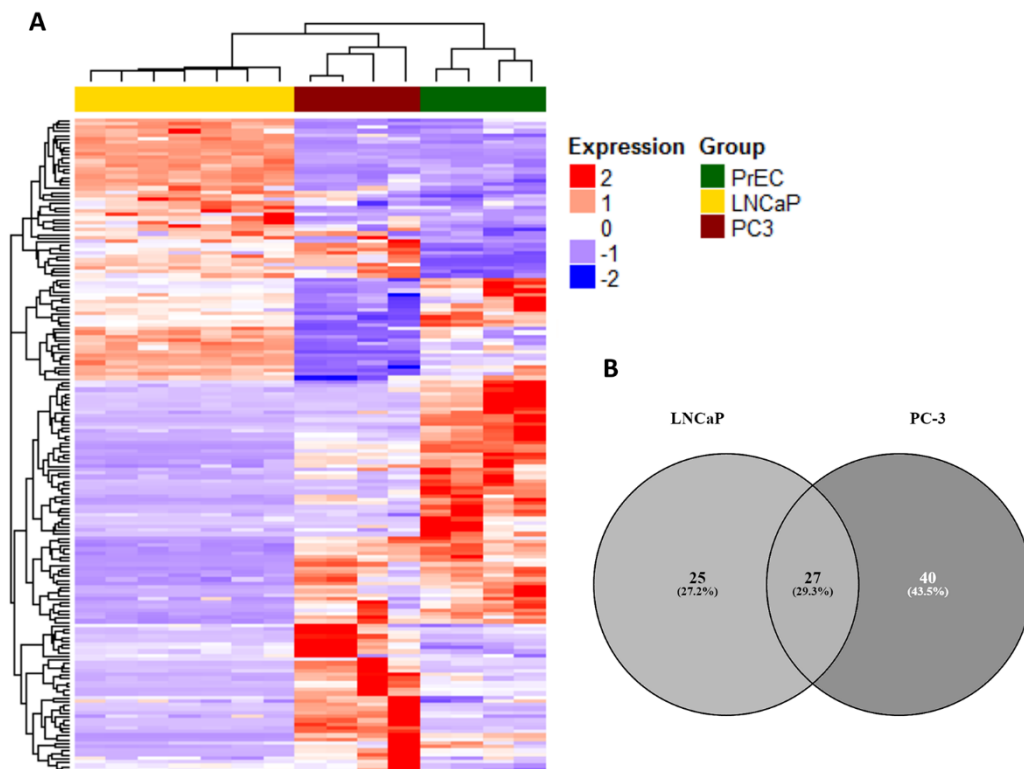 A
Expression
2
1
0
-1
-2
Group
PrEC
LNCaP
PC3
B
LNCaP
PC-3
25
(27.2%)
27
(29.3%)
40
(43.5%)